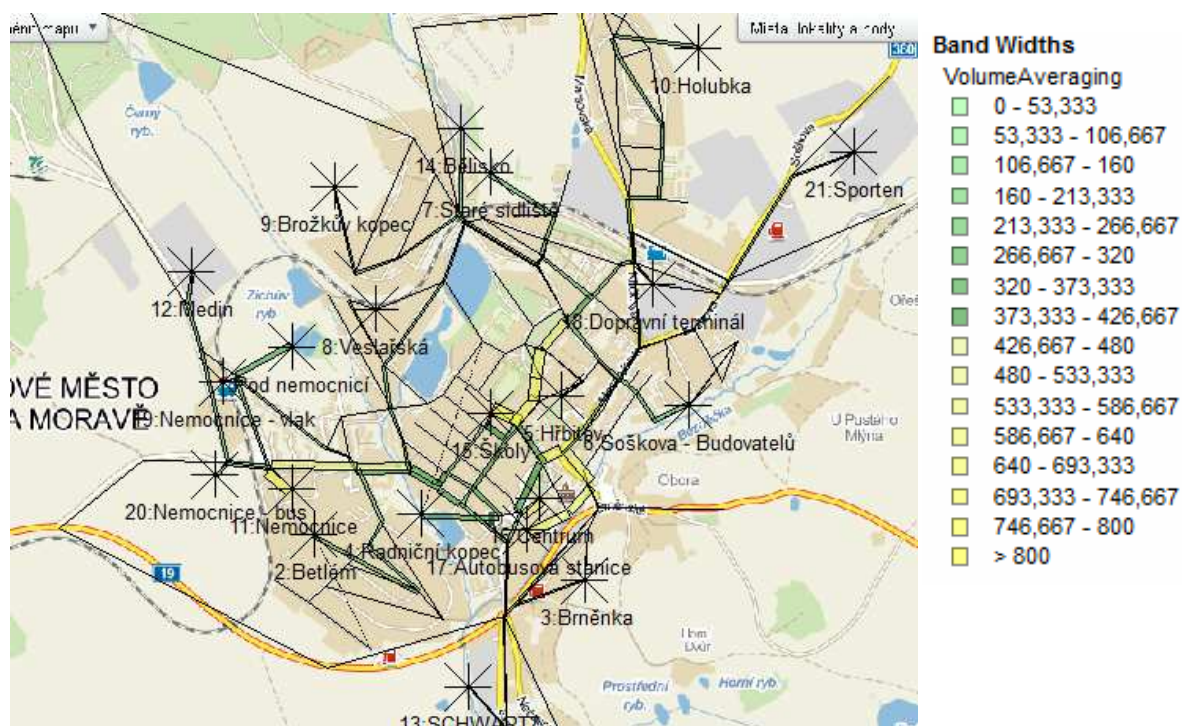 Místa, lokality a body
360
10:Holubka
Černý
ryb.
14:Bělisko
21:Sporten
7:Staré sídliště
9:Brožkův kopec
12:Medin
Zichův
ryb.
18:Dopravní terminál
8:Veslařská
Pod nemocnicí
OVÉ MĚSTO
A MORAVĚ
19:Nemocnice - vlak
U Pustého
Mlýna
5:Hřbitov
15:Školy
6:Soškova - Budovatelů
Obora
20:Nemocnice - bus
11:Nemocnice
16:Centrum
4:Radniční kopec
17:Autobusová stanice
2:Betlém
19
3:Brněnka
Prostřední
ryb.
Horní ryb.
13:SCHWARTZ
Band Widths
VolumeAveraging
0 - 53,333
53,333 - 106,667
106,667 - 160
160 - 213,333
213,333 - 266,667
266,667 - 320
320 - 373,333
373,333 - 426,667
426,667 - 480
480 - 533,333
533,333 - 586,667
586,667 - 640
640 - 693,333
693,333 - 746,667
746,667 - 800
> 800